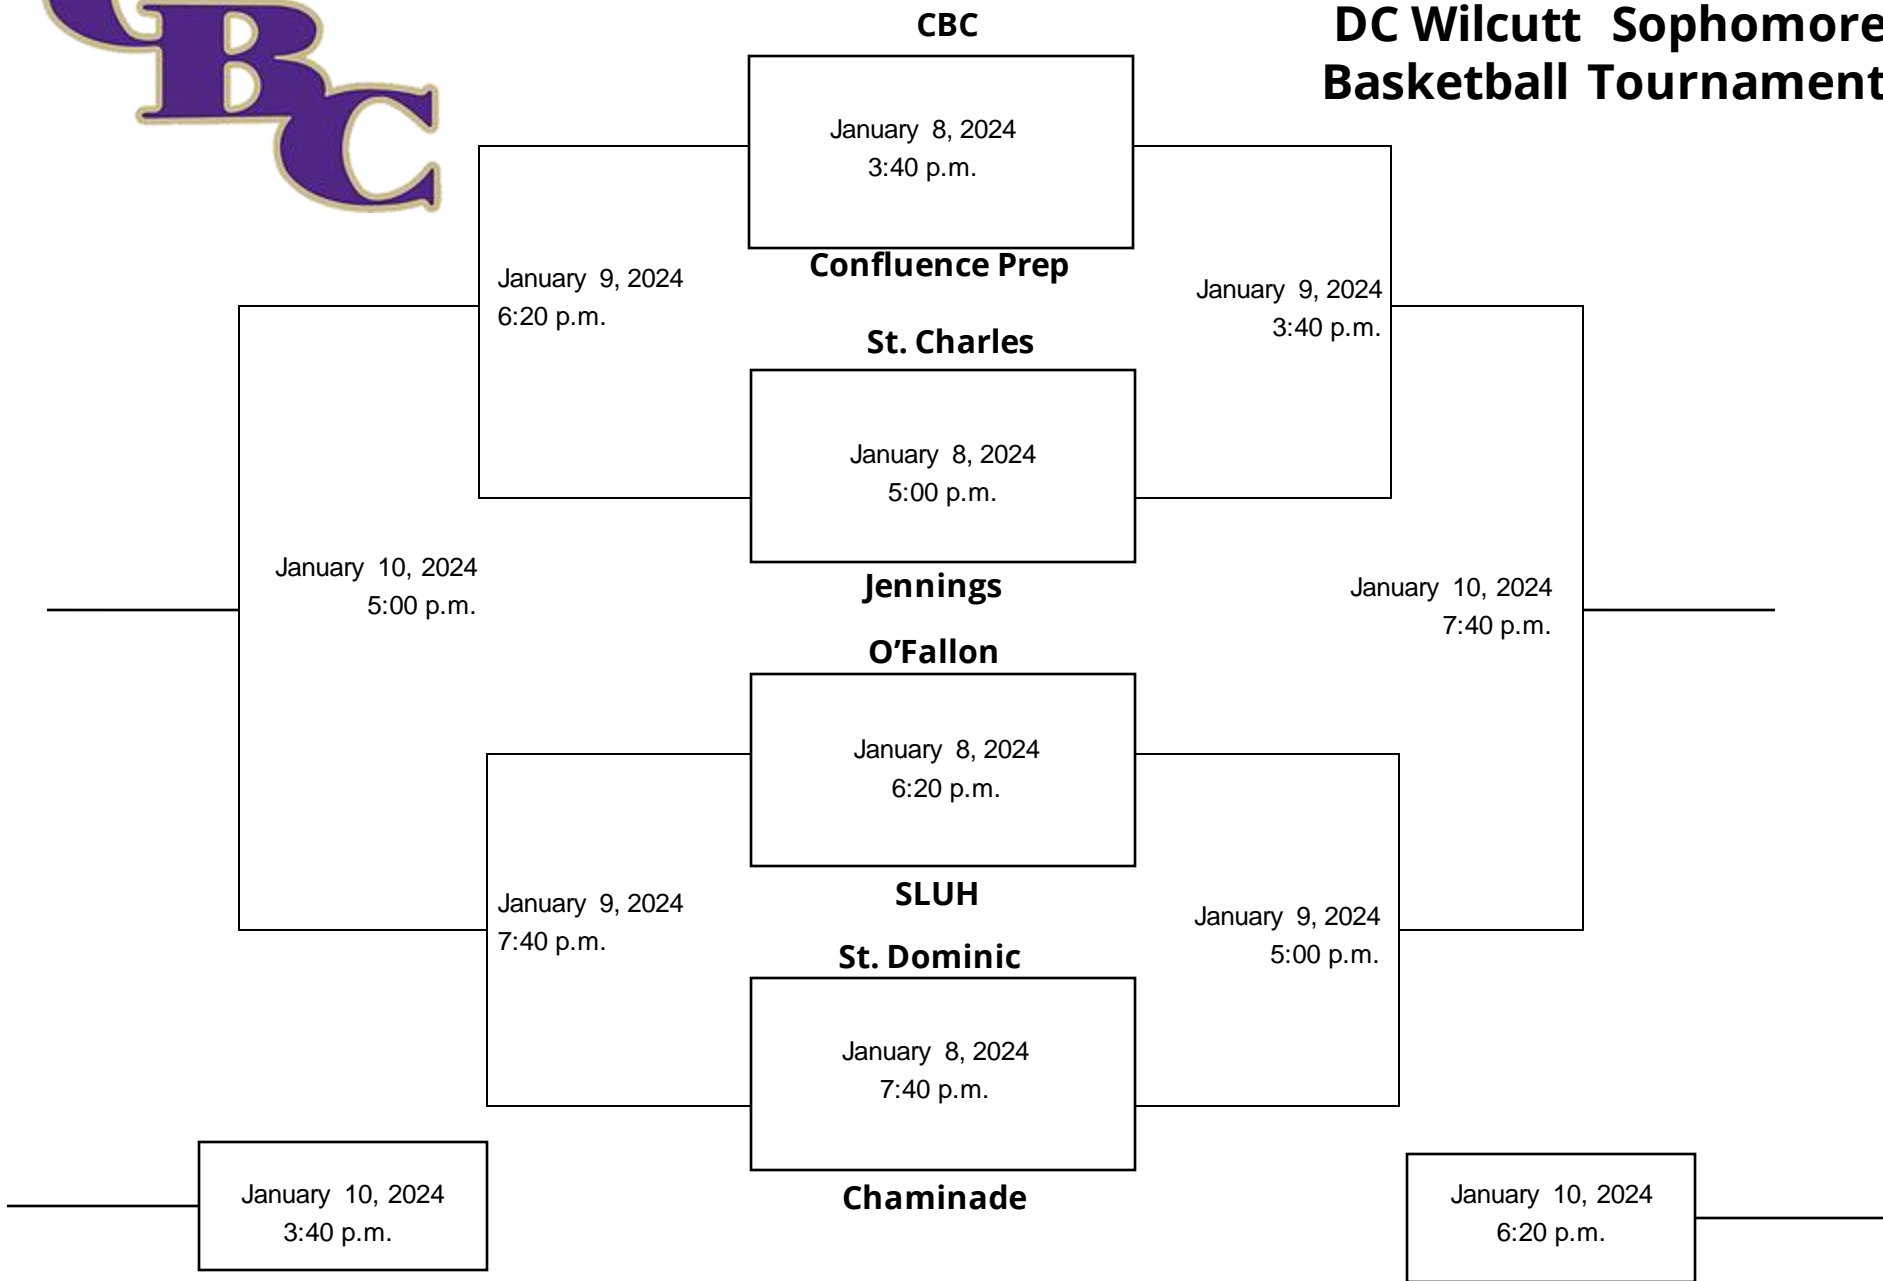 CBC
DC Wilcutt Sophomore
Basketball Tournament
CBC
January 8, 2024
3:40 p.m.
Confluence Prep
January 9, 2024
6:20 p.m.
January 9, 2024
3:40 p.m.
St. Charles
January 8, 2024
5:00 p.m.
Jennings
January 10, 2024
5:00 p.m.
January 10, 2024
7:40 p.m.
O’Fallon
January 8, 2024
6:20 p.m.
SLUH
January 9, 2024
7:40 p.m.
January 9, 2024
5:00 p.m.
St. Dominic
January 8, 2024
7:40 p.m.
Chaminade
January 10, 2024
3:40 p.m.
January 10, 2024
6:20 p.m.